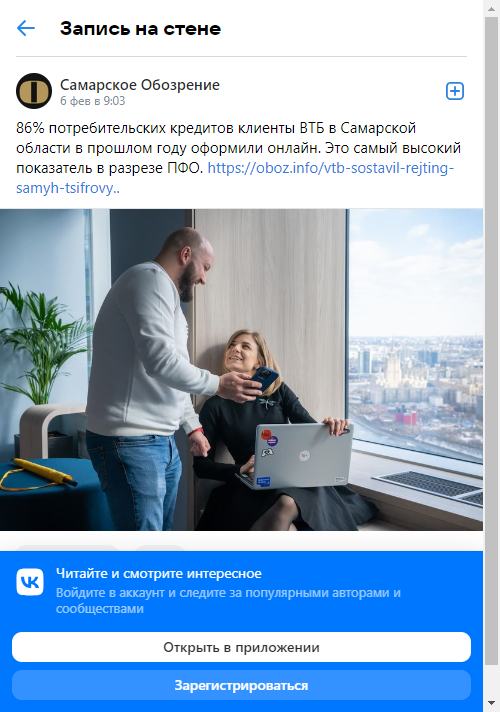 Запись на стене
Самарское Обозрение
6 фев в 9:03
86% потребительских кредитов клиенты ВТБ в Самарской
области в прошлом году оформили онлайн. Это самый высокий
показатель в разрезе ПФО. https://oboz.info/vtb-sostavil-rejting-
samyh-tsifrovy..
Читайте и смотрите интересное
Войдите в аккаунт и следите за популярными авторами и
сообществами
Открыть в приложении
Зарегистрироваться